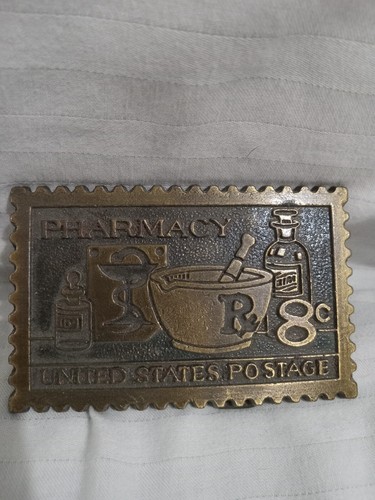 PHARMACY
Rx
8c
UNITED STATES POSTAGE